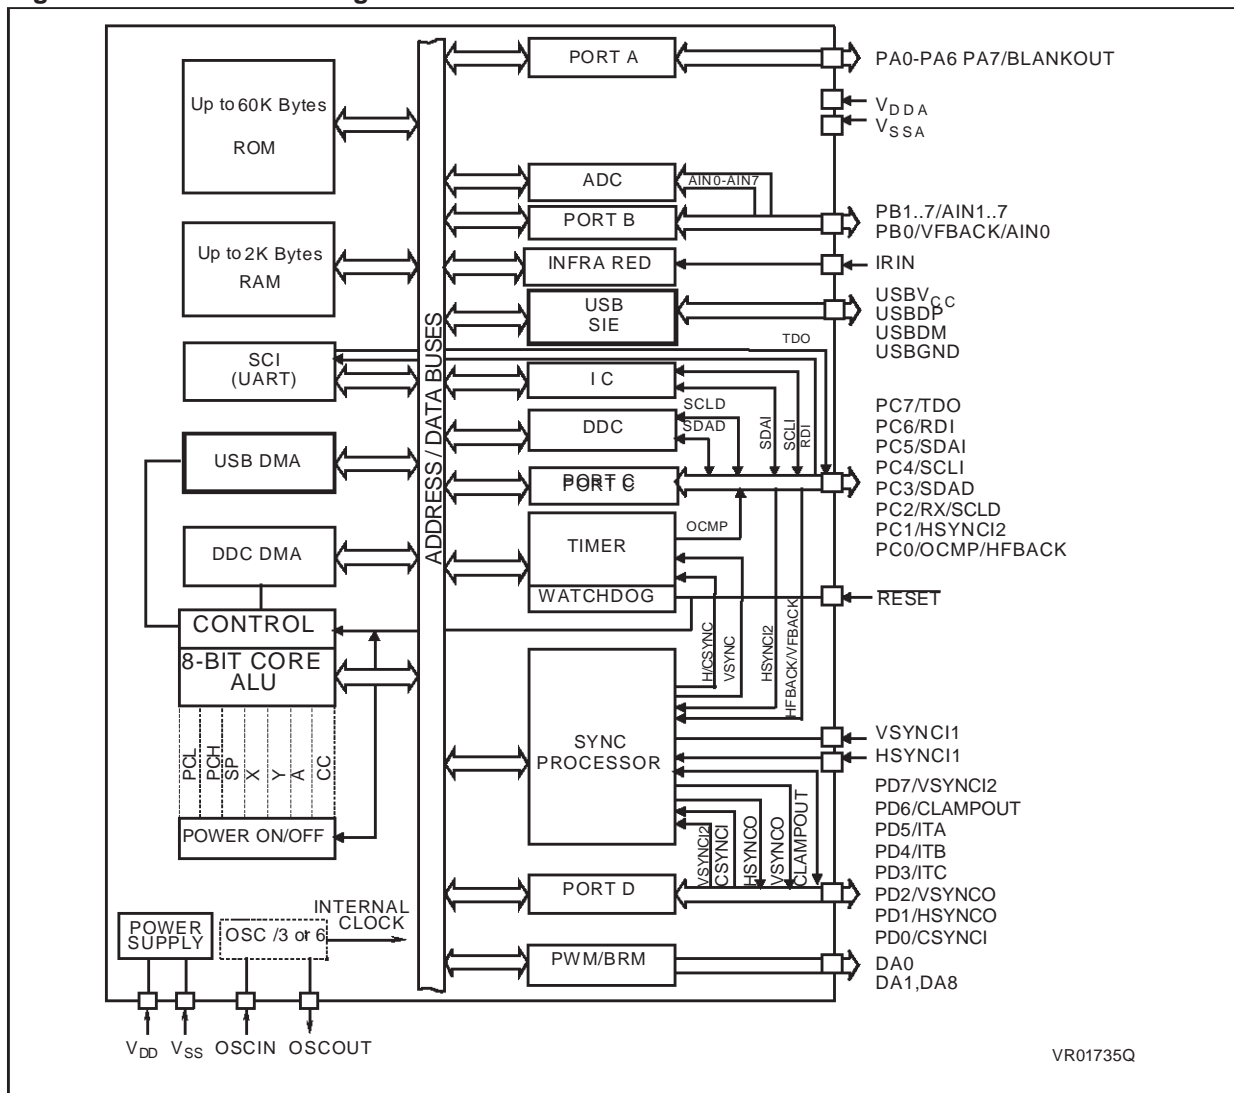 PORT A
PA0-PA6 PA7/BLANKOUT
Up to 60K Bytes
ROM
VDDA
VSSA
ADC
AIN0-AIN7
PORT B
PB1..7/AIN1..7
PB0/VFBACK/AIN0
Up to 2K Bytes
RAM
INFRA RED
IRIN
USB
SIE
USBVCC
USBDP
USBDM
USBGND
ADDRESS / DATA BUSES
TDO
SCI
(UART)
I C
SCLD
SDAD
SDAI
SCLI
RDI
DDC
USB DMA
PORT C
PORT C
PC7/TDO
PC6/RDI
PC5/SDAI
PC4/SCLI
PC3/SDAD
PC2/RX/SCLD
PC1/HSYNCI2
PC0/OCMP/HFBACK
OCMP
DDC DMA
TIMER
WATCHDOG
RESET
CONTROL
8-BIT CORE
ALU
H/CSYNC
VSYNC
HSYNCI2
HFBACK/VFBACK
PCL
PCH
SP
X
Y
A
CC
SYNC
PROCESSOR
VSYNCI1
HSYNCI1
POWER ON/OFF
VSYNCI2
CSYNCI
HSYNCO
VSYNCO
CLAMPOUT
PD7/VSYNCI2
PD6/CLAMPOUT
PD5/ITA
PD4/ITB
PD3/ITC
PD2/VSYNCO
PD1/HSYNCO
PD0/CSYNCI
PORT D
INTERNAL
CLOCK
POWER
SUPPLY
OSC /3 or 6
PWM/BRM
DA0
DA1,DA8
VDD
VSS
OSCIN
OSCOUT
VR01735Q